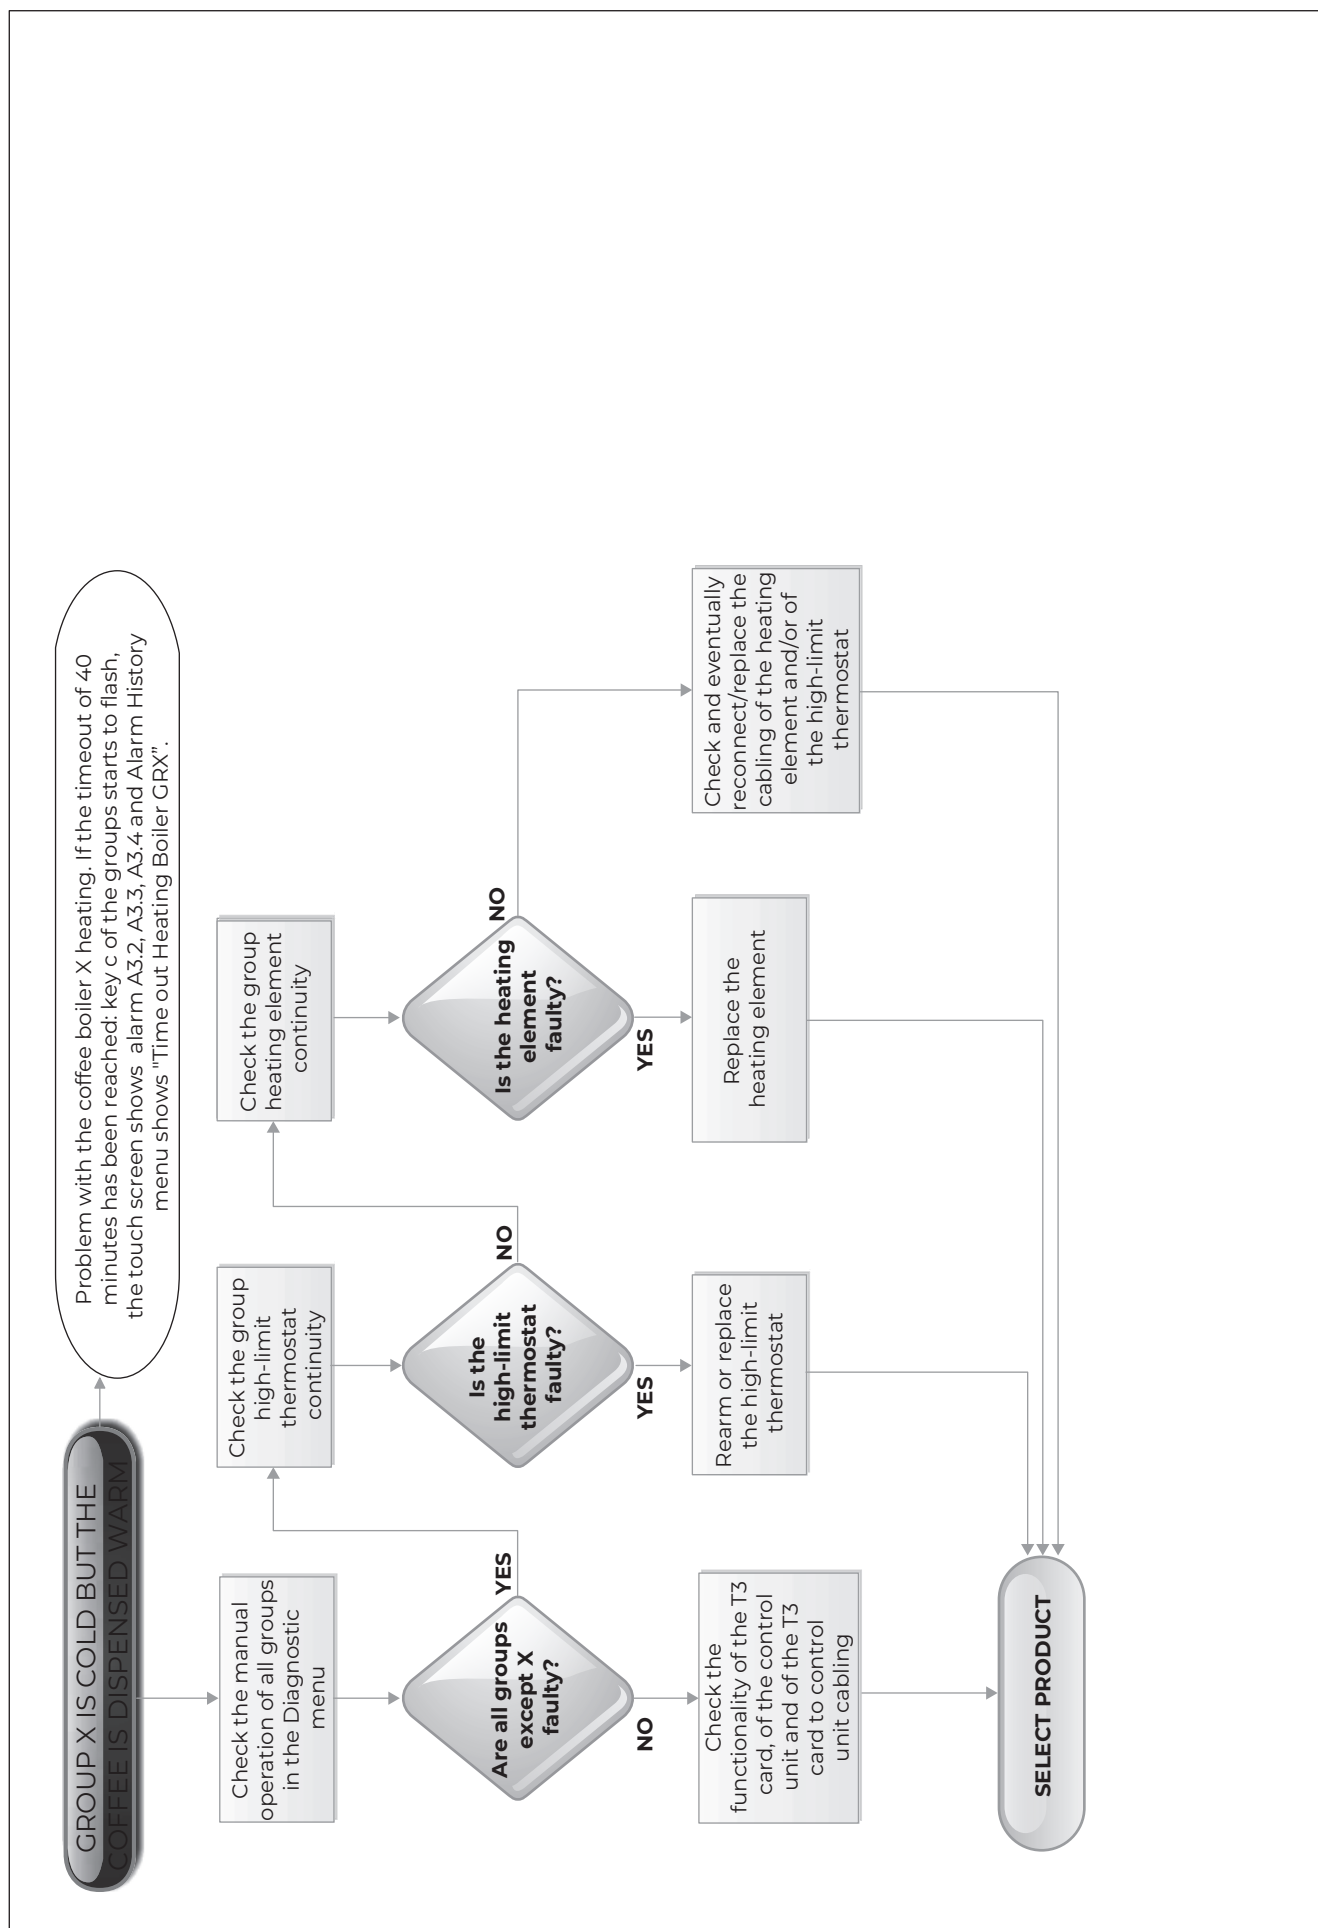 GROUP X IS COLD BUT THE
COFFEE IS DISPENSED WARM
Problem with the coffee boiler X heating. If the timeout of 40
minutes has been reached: key c of the groups starts to flash,
the touch screen shows alarm A3.2, A3.3, A3.4 and Alarm History
menu shows "Time out Heating Boiler GRX”.
Check the manual
operation of all groups
in the Diagnostic
menu
Are all groups
except X
faulty?
YES
NO
Check the
functionality of the T3
card, of the control
unit and of the T3
card to control
unit cabling
Check the group
high-limit
thermostat
continuity
Is the
high-limit
thermostat
faulty?
NO
YES
Rearm or replace
the high-limit
thermostat
Check the group
heating element
continuity
Is the heating
element
faulty?
NO
YES
Replace the
heating element
Check and eventually
reconnect/replace the
cabling of the heating
element and/or of
the high-limit
thermostat
SELECT PRODUCT